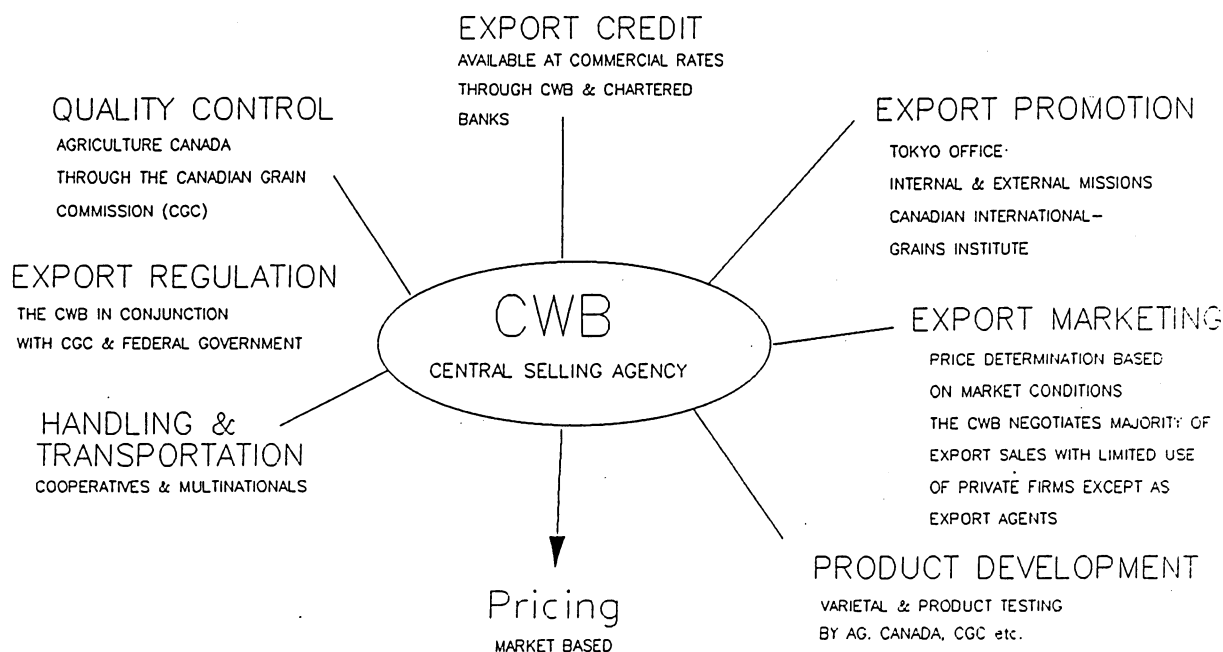 EXPORT CREDIT
AVAILABLE AT COMMERCIAL RATES
THROUGH CWB & CHARTERED
BANKS
QUALITY CONTROL
AGRICULTURE CANADA
THROUGH THE CANADIAN GRAIN
COMMISSION (CGC)
EXPORT PROMOTION
TOKYO OFFICE
INTERNAL & EXTERNAL MISSIONS
CANADIAN INTERNATIONAL-
GRAINS INSTITUTE
EXPORT REGULATION
THE CWB IN CONJUNCTION
WITH CGC & FEDERAL GOVERNMENT
CWB
CENTRAL SELLING AGENCY
EXPORT MARKETING
PRICE DETERMINATION BASED
ON MARKET CONDITIONS
THE CWB NEGOTIATES MAJORITY OF
EXPORT SALES WITH LIMITED USE
OF PRIVATE FIRMS EXCEPT AS
EXPORT AGENTS
HANDLING &
TRANSPORTATION
COOPERATIVES & MULTINATIONALS
PRODUCT DEVELOPMENT
VARIETAL & PRODUCT TESTING
BY AG. CANADA, CGC etc.
Pricing
MARKET BASED